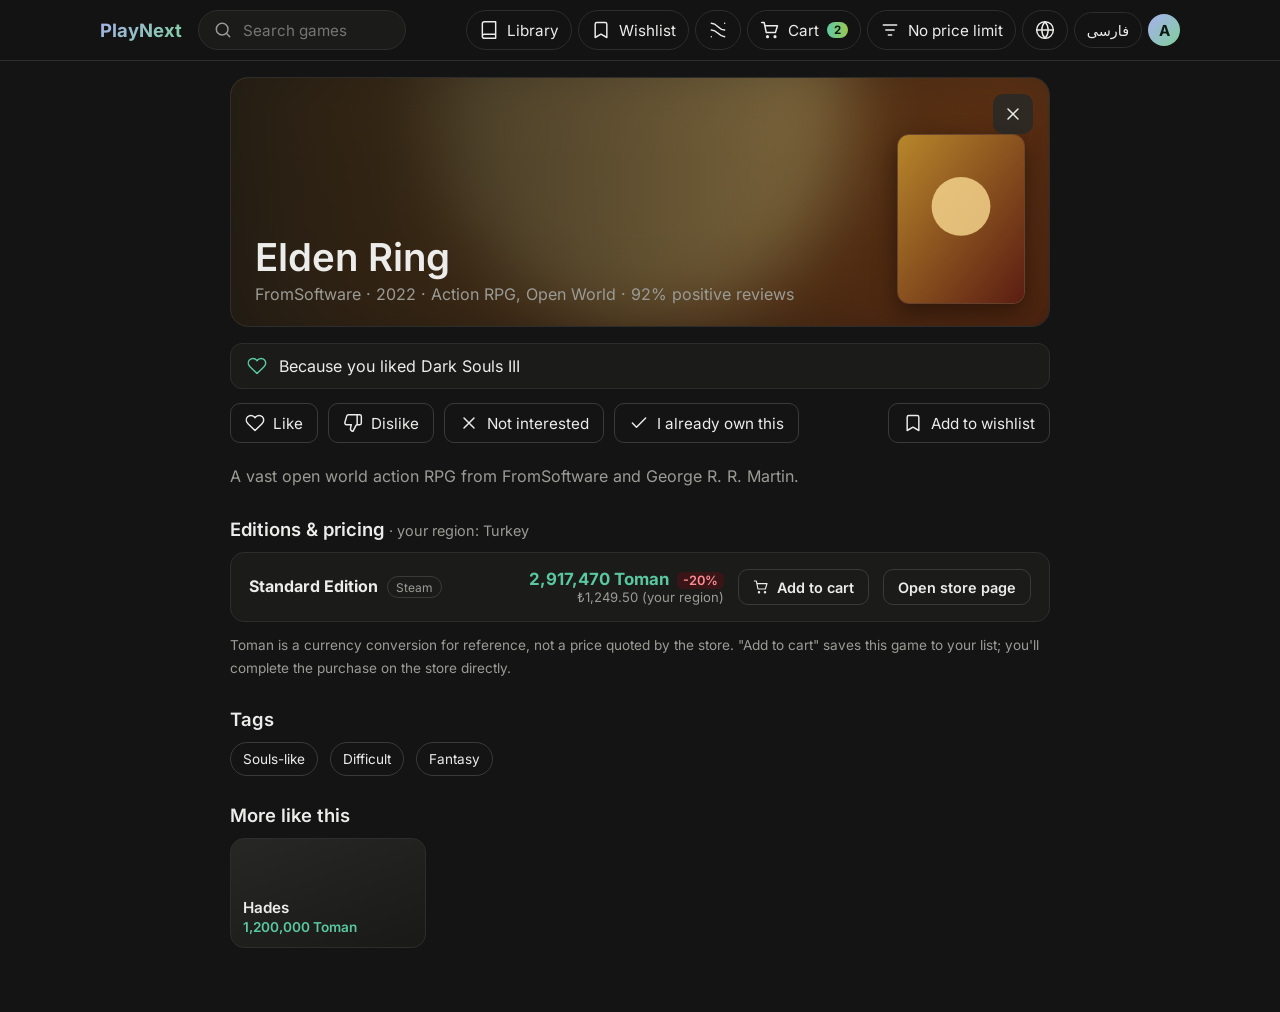 PlayNext
Search games
Library
Wishlist
Cart 2
No price limit
فارسی
A
Elden Ring
FromSoftware · 2022 · Action RPG, Open World · 92% positive reviews
Because you liked Dark Souls III
Like
Dislike
Not interested
I already own this
Add to wishlist
A vast open world action RPG from FromSoftware and George R. R. Martin.
Editions & pricing · your region: Turkey
Standard Edition Steam
2,917,470 Toman -20%
₺1,249.50 (your region)
Add to cart
Open store page
Toman is a currency conversion for reference, not a price quoted by the store. "Add to cart" saves this game to your list; you'll
complete the purchase on the store directly.
Tags
Souls-like
Difficult
Fantasy
More like this
Hades
1,200,000 Toman